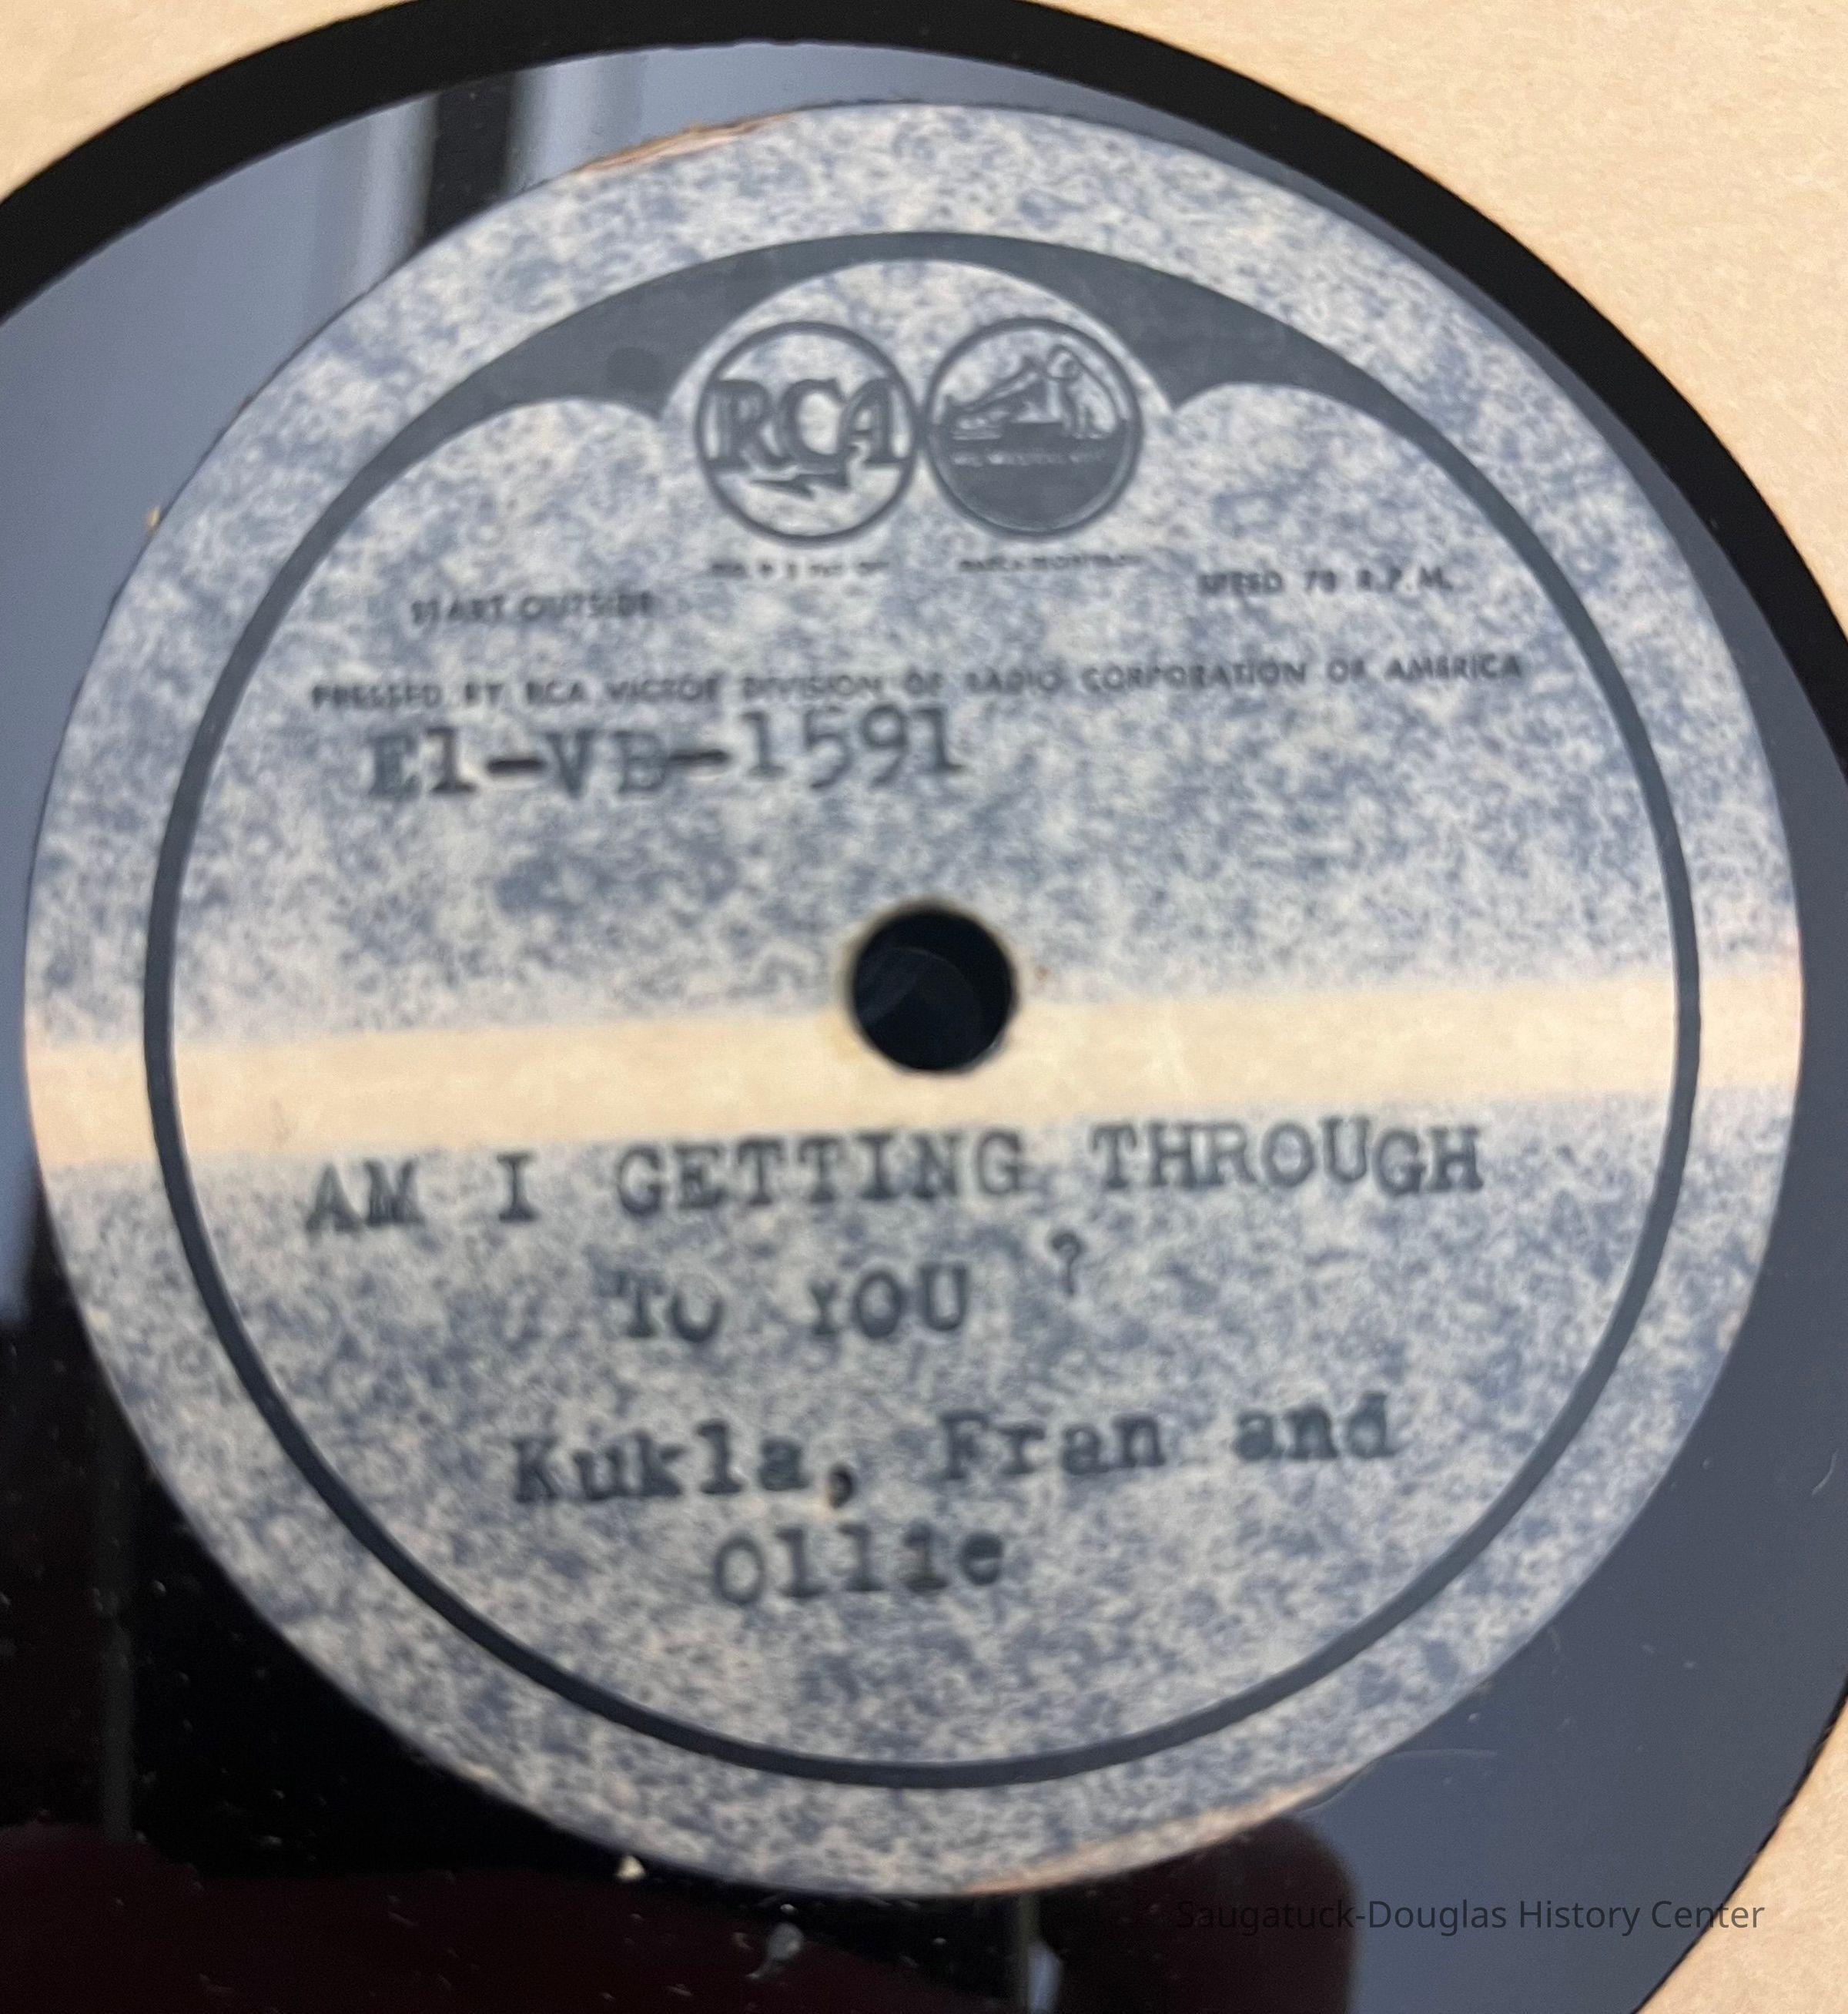 RCA
START OUTSIDE
SPEED 78 R.P.M.
PRESSED BY RCA VICTOR DIVISION OF RADIO CORPORATION OF AMERICA
E1-VB-1591
AM I GETTING THROUGH
TO YOU ?
Kukla, Fran and
Ollie
Saugatuck-Douglas History Center